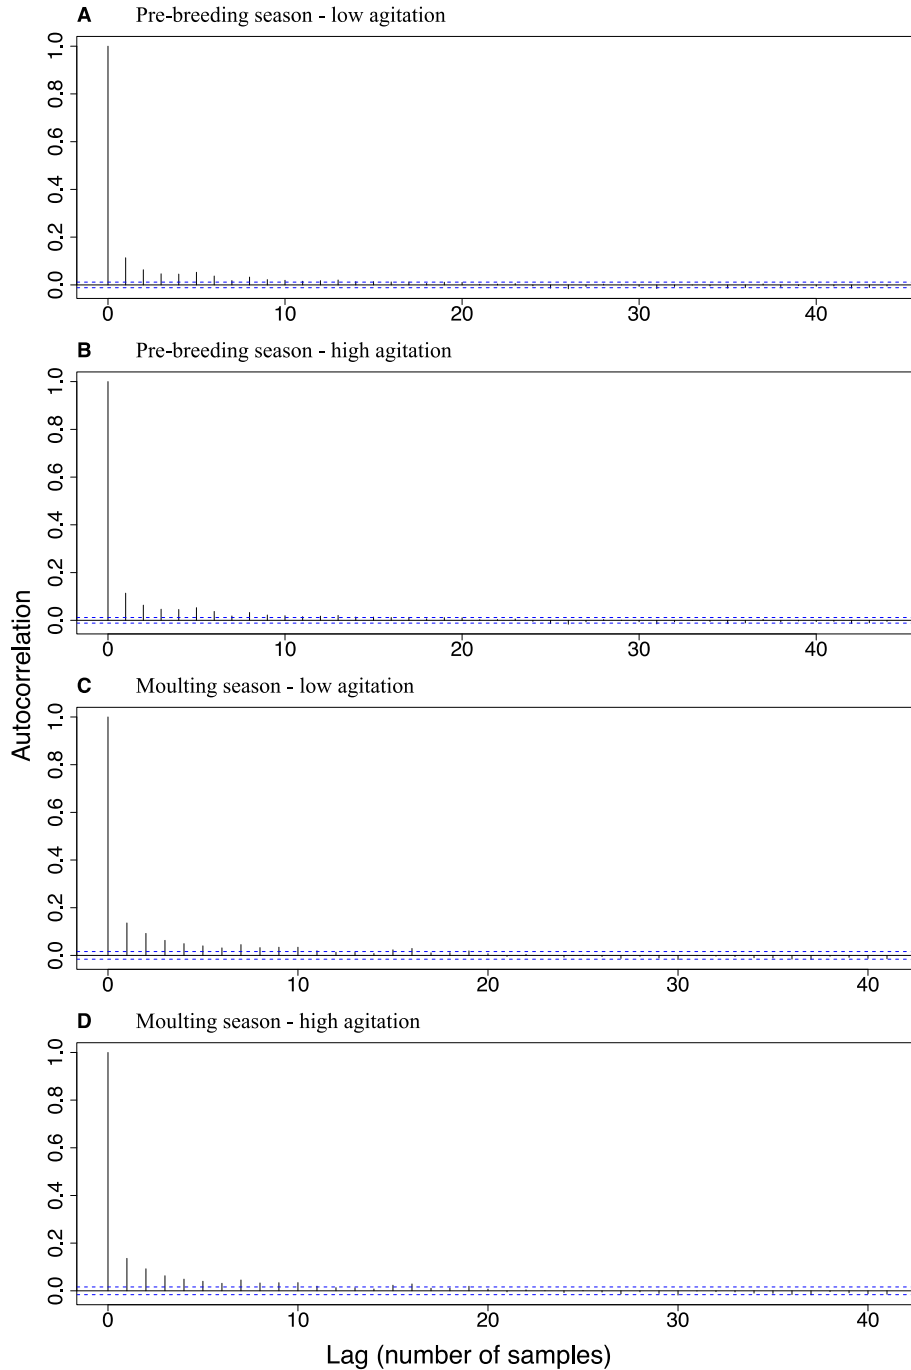 A Pre-breeding season - low agitation
1.0
0.8
0.6
0.4
0.2
0.0
0 10 20 30 40
B Pre-breeding season - high agitation
1.0
0.8
0.6
0.4
0.2
0.0
0 10 20 30 40
Autocorrelation
C Moulting season - low agitation
1.0
0.8
0.6
0.4
0.2
0.0
0 10 20 30 40
D Moulting season - high agitation
1.0
0.8
0.6
0.4
0.2
0.0
0 10 20 30 40
Lag (number of samples)